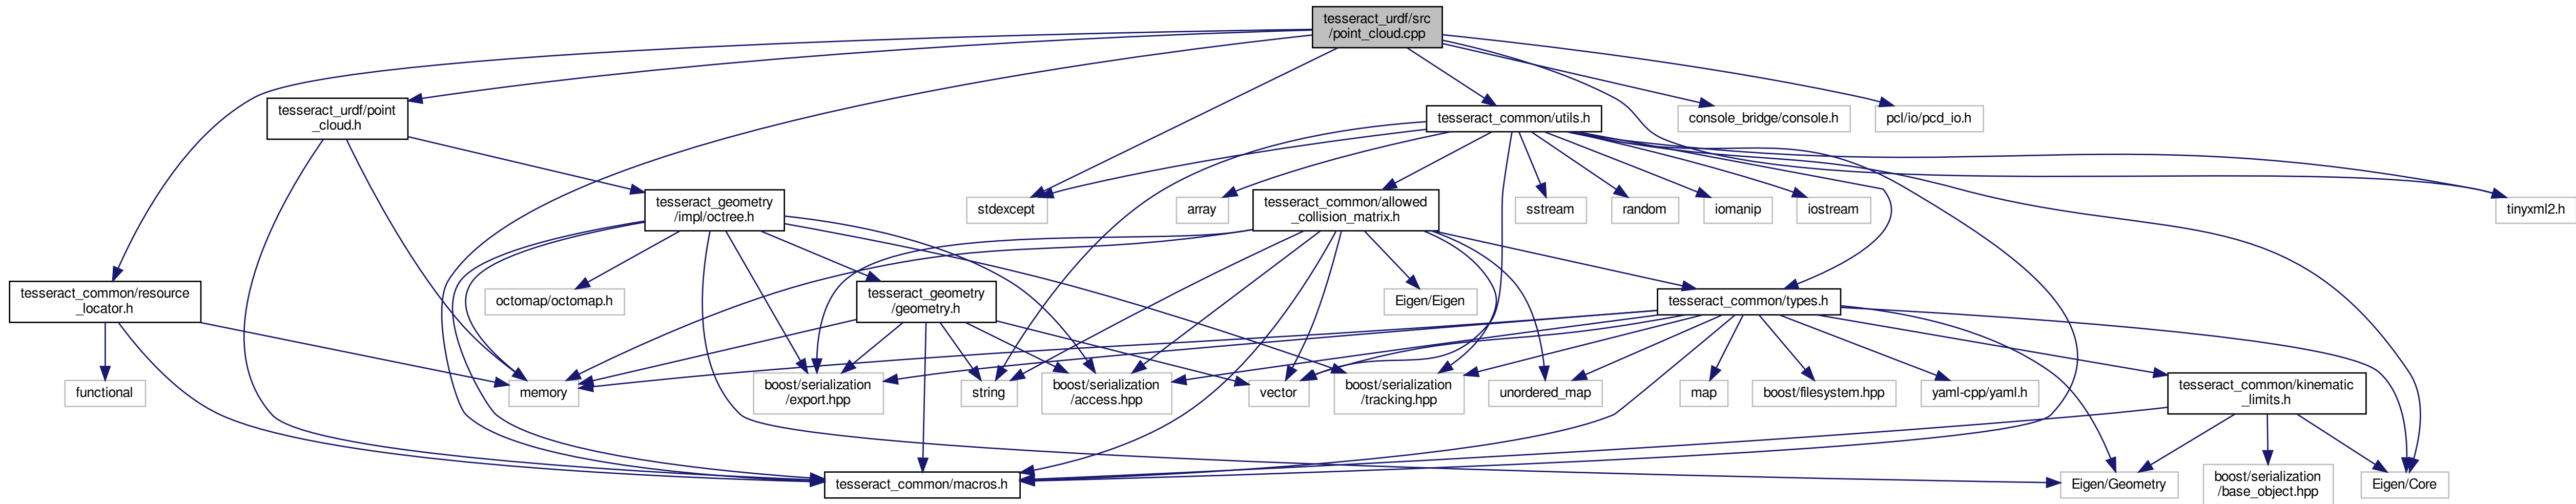 tesseract_urdf/src
/point_cloud.cpp
tesseract_urdf/point
_cloud.h
tesseract_common/utils.h
console_bridge/console.h
pcl/io/pcd_io.h
tesseract_geometry
/impl/octree.h
stdexcept
array
tesseract_common/allowed
_collision_matrix.h
sstream
random
iomanip
iostream
tinyxml2.h
tesseract_common/resource
_locator.h
octomap/octomap.h
tesseract_geometry
/geometry.h
Eigen/Eigen
tesseract_common/types.h
functional
memory
boost/serialization
/export.hpp
string
boost/serialization
/access.hpp
vector
boost/serialization
/tracking.hpp
unordered_map
map
boost/filesystem.hpp
yaml-cpp/yaml.h
tesseract_common/kinematic
_limits.h
tesseract_common/macros.h
Eigen/Geometry
boost/serialization
/base_object.hpp
Eigen/Core